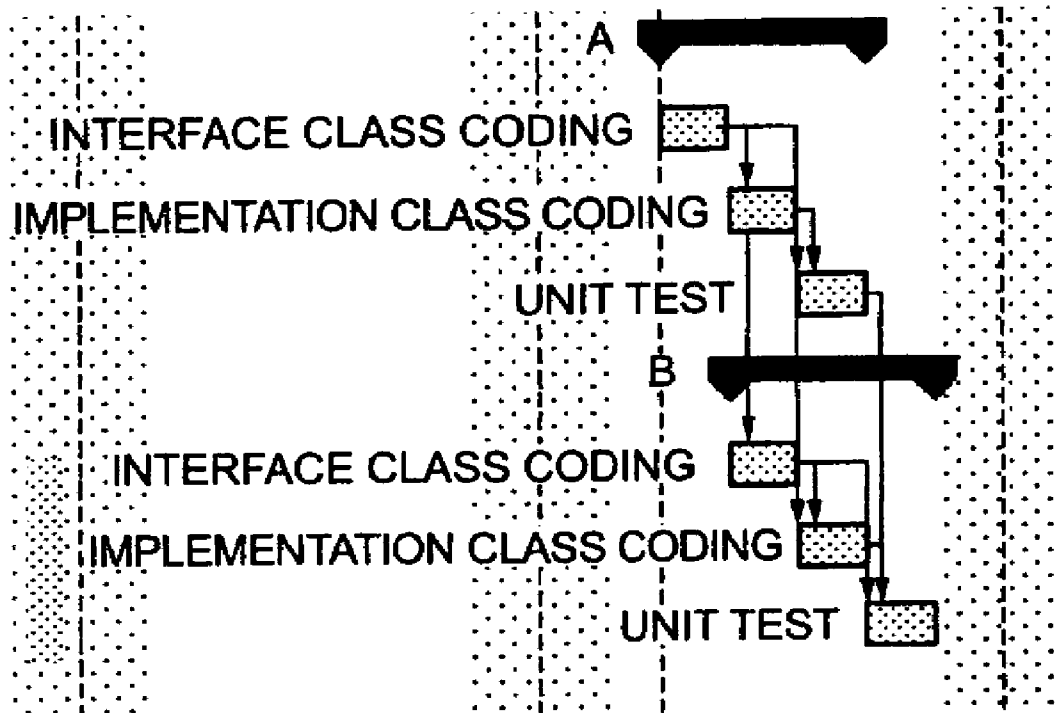 A
INTERFACE CLASS CODING
IMPLEMENTATION CLASS CODING
UNIT TEST
B
INTERFACE CLASS CODING
IMPLEMENTATION CLASS CODING
UNIT TEST